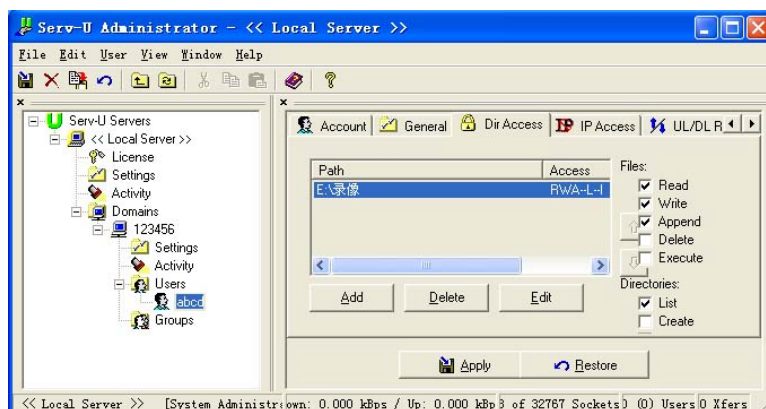 Serv-U Administrator - << Local Server >>
File Edit User View Window Help
Serv-U Servers
<< Local Server >>
License
Settings
Activity
Domains
123456
Settings
Activity
Users
abcd
Groups
Account General Dir Access IP Access UL/DL R
Path Access
E:\录像 RWA--L--I
Files:
Read
Write
Append
Delete
Execute
Directories:
List
Create
Add Delete Edit
Apply Restore
<< Local Server >> [System Administr own: 0.000 kBps / Up: 0.000 kBp of 32767 Sockets (0) Users 0 Xfers